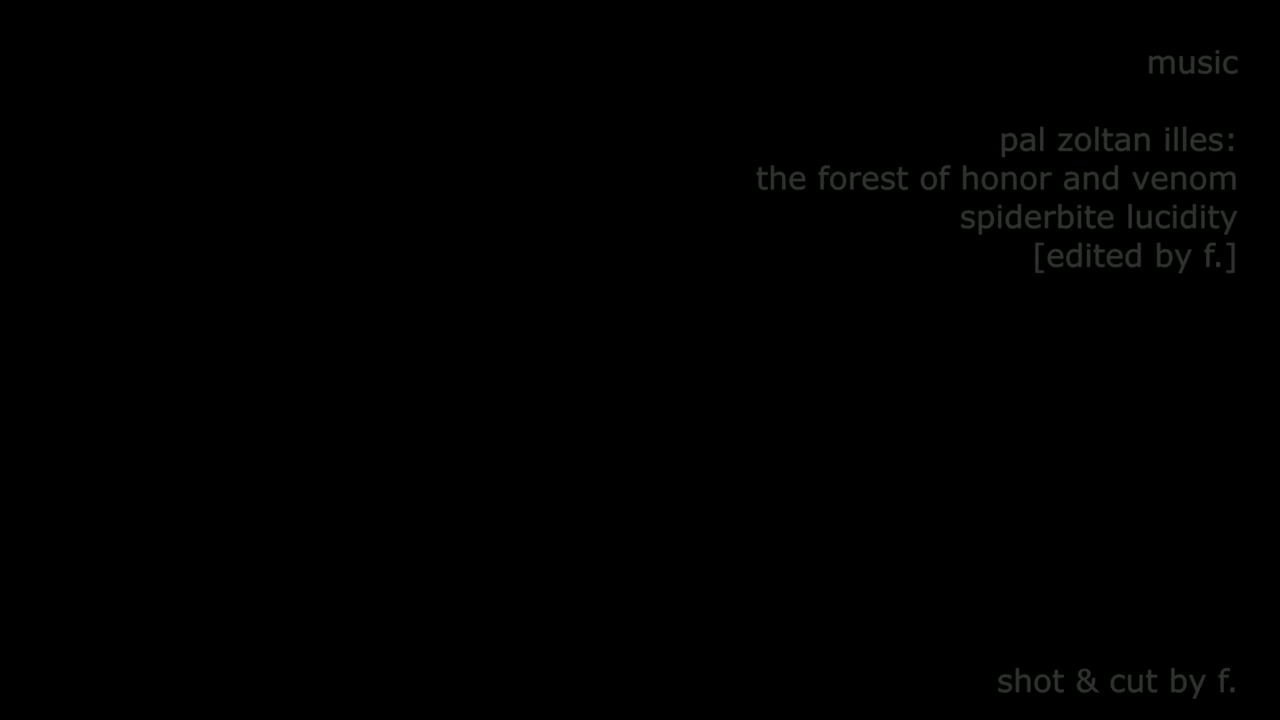 music
pal zoltan illes:
the forest of honor and venom
spiderbite lucidity
[edited by f.]
shot & cut by f.